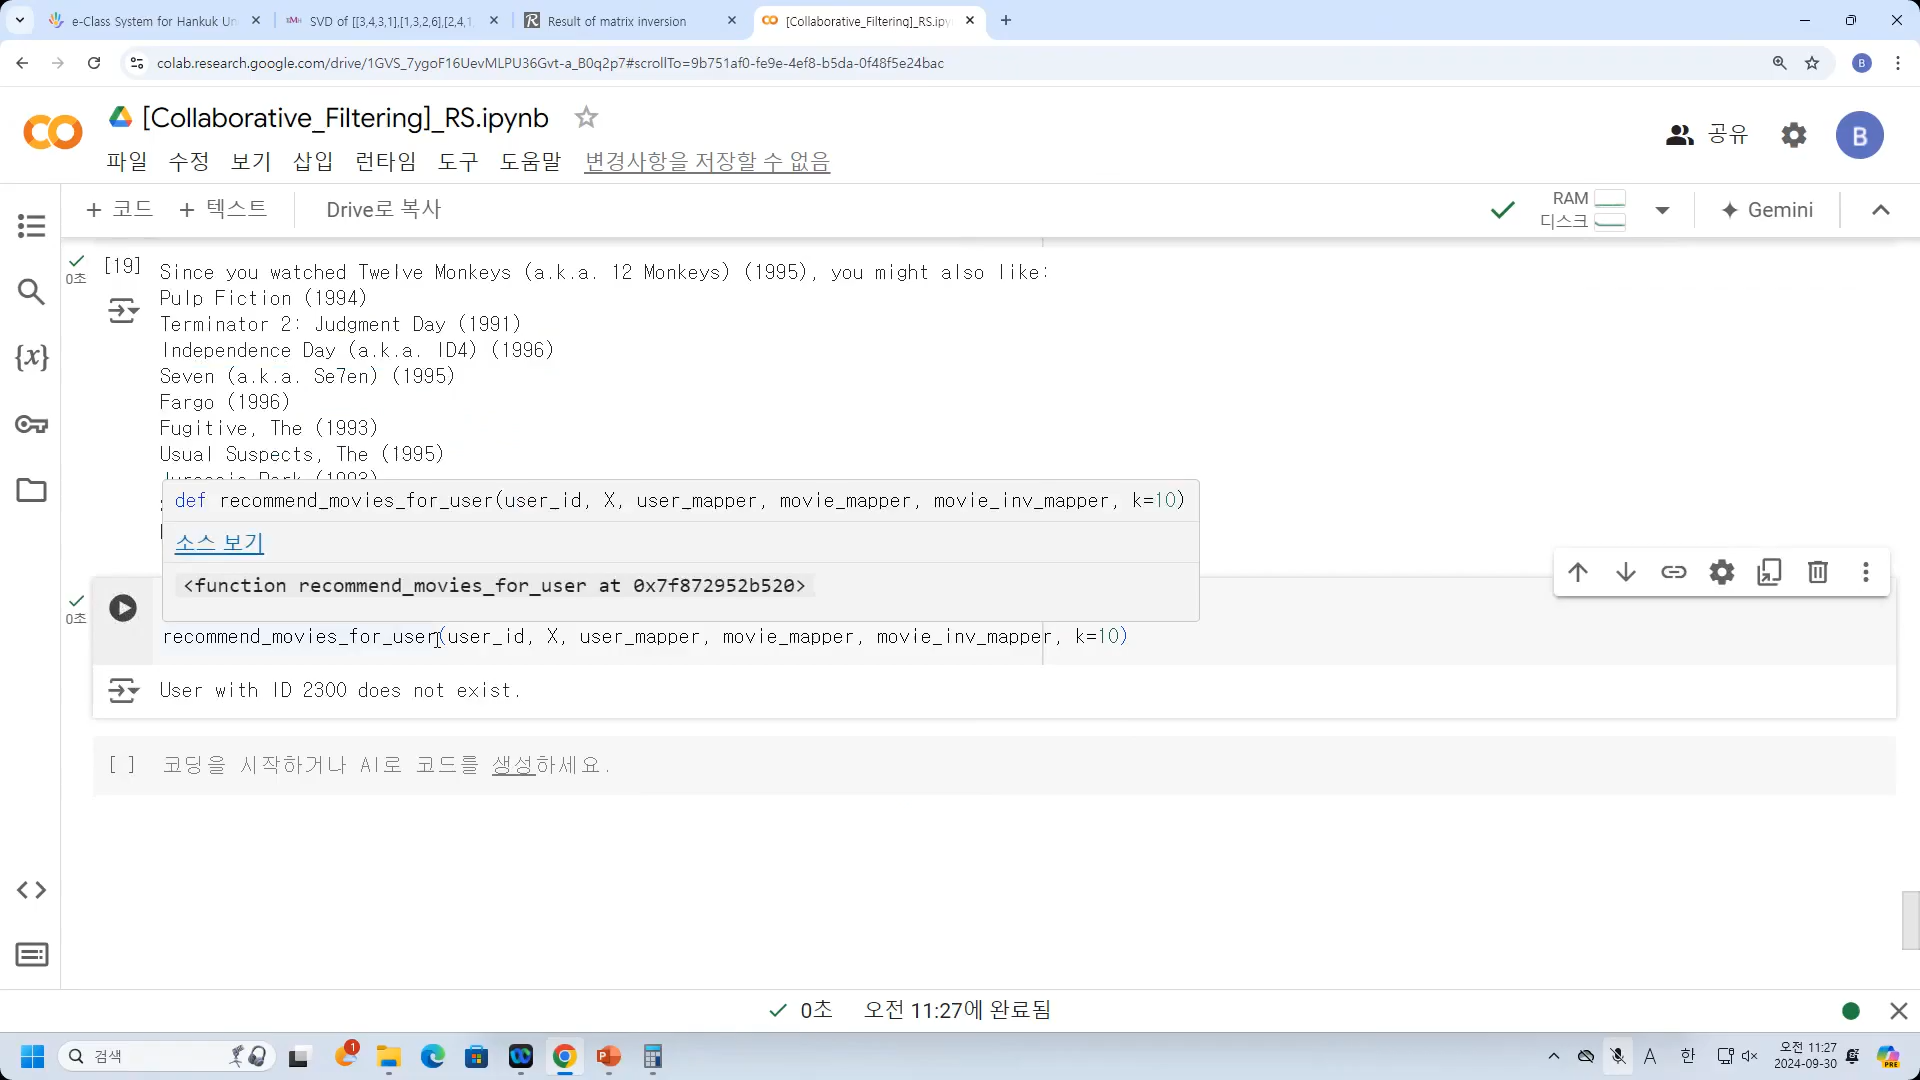 e-Class System for Hankuk Un
SVD of [[3,4,3,1],[1,3,2,6],[2,4,1
Result of matrix inversion
[Collaborative_Filtering]_RS.ipy
colab.research.google.com/drive/1GVS_7ygoF16UevMLPU36Gvt-a_B0q2p7#scrollTo=9b751af0-fe9e-4ef8-b5da-0f48f5e24bac
B
[Collaborative_Filtering]_RS.ipynb
공유
B
파일 수정 보기 삽입 런타임 도구 도움말 변경사항을 저장할 수 없음
+ 코드 + 텍스트 Drive로 복사
RAM
디스크
Gemini
[19]
0초
Since you watched Twelve Monkeys (a.k.a. 12 Monkeys) (1995), you might also like:
Pulp Fiction (1994)
Terminator 2: Judgment Day (1991)
Independence Day (a.k.a. ID4) (1996)
Seven (a.k.a. Se7en) (1995)
Fargo (1996)
Fugitive, The (1993)
Usual Suspects, The (1995)
Jurassic Park (1993)
def recommend_movies_for_user(user_id, X, user_mapper, movie_mapper, movie_inv_mapper, k=10)
소스 보기
<function recommend_movies_for_user at 0x7f872952b520>
0초
recommend_movies_for_user(user_id, X, user_mapper, movie_mapper, movie_inv_mapper, k=10)
User with ID 2300 does not exist.
[ ] 코딩을 시작하거나 AI로 코드를 생성하세요.
0초 오전 11:27에 완료됨
검색
1
A
한
오전 11:27
2024-09-30
PRE